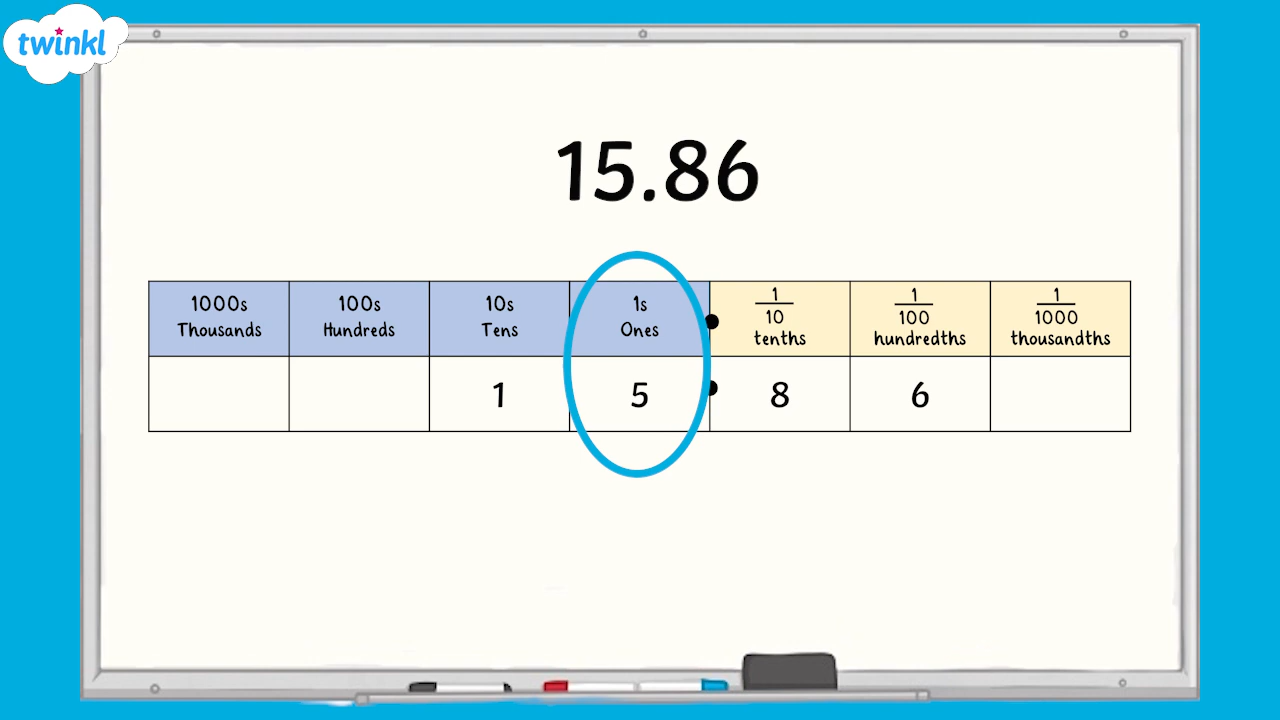 twinkl
15.86
1000s 100s 10s 1s 1/10 1/100 1/1000
Thousands Hundreds Tens Ones • tenths hundredths thousandths
1 5 • 8 6